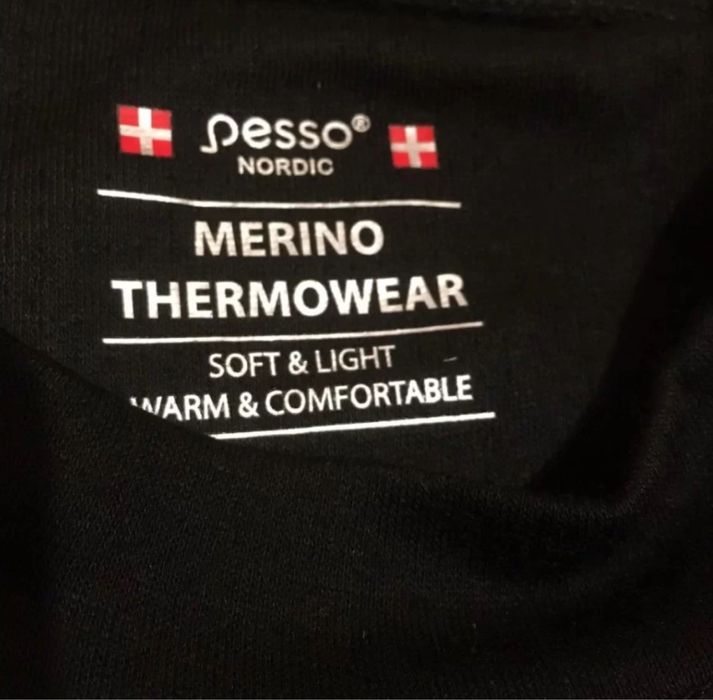 pesso®
NORDIC
MERINO
THERMOWEAR
SOFT & LIGHT
WARM & COMFORTABLE